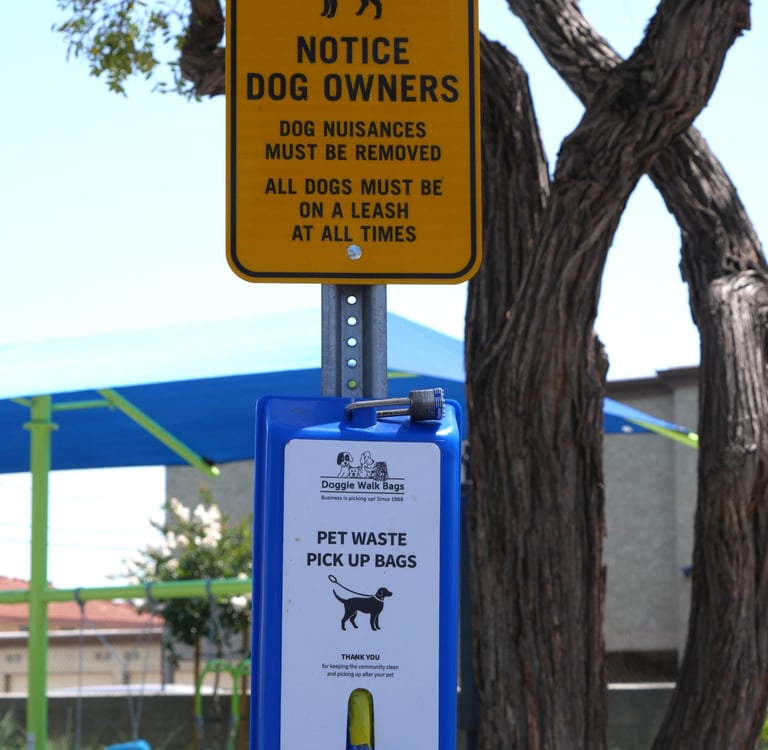 NOTICE
DOG OWNERS
DOG NUISANCES
MUST BE REMOVED
ALL DOGS MUST BE
ON A LEASH
AT ALL TIMES
Doggie Walk Bags
Business is picking up! Since 1988
PET WASTE
PICK UP BAGS
THANK YOU
for keeping the community clean
and picking up after your pet